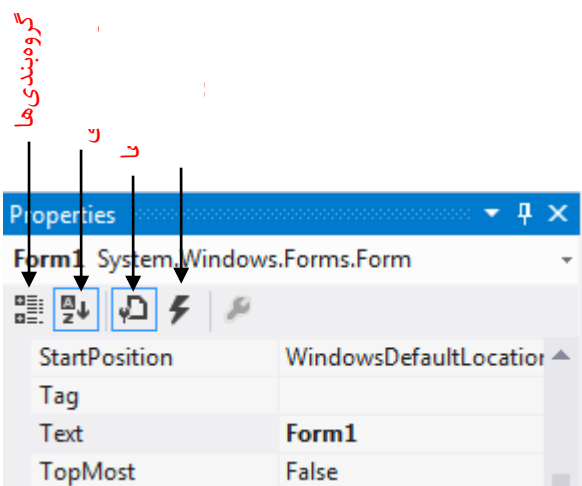 گروه‌بندی‌ها
Properties
Form1 System.Windows.Forms.Form
StartPosition WindowsDefaultLocation
Tag
Text Form1
TopMost False